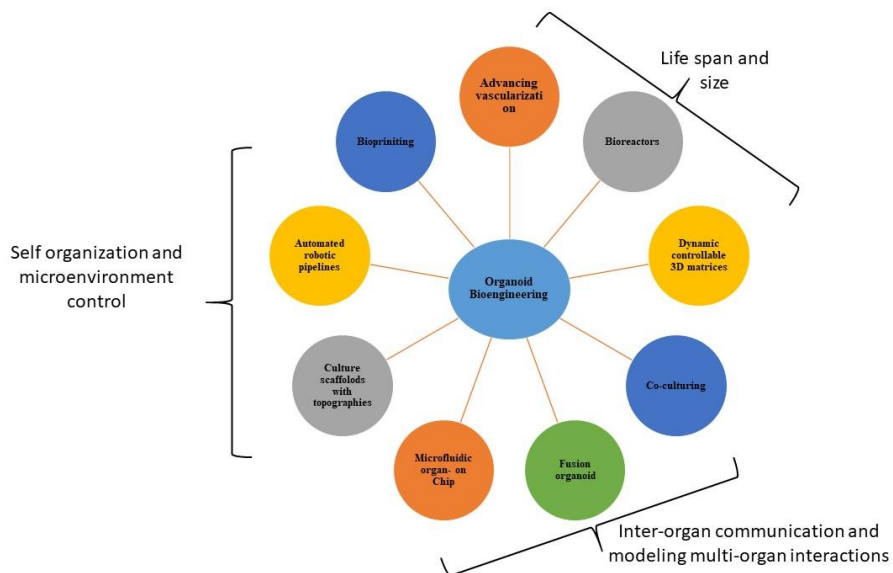 Life span and
size
Advancing
vascularizati
on
Biopriniting
Bioreactors
Self organization and
microenvironment
control
Automated
robotic
pipelines
Organoid
Bioengineering
Dynamic
controllable
3D matrices
Culture
scaffolods
with
topographies
Co-culturing
Microfluidic
organ- on
Chip
Fusion
organoid
Inter-organ communication and
modeling multi-organ interactions